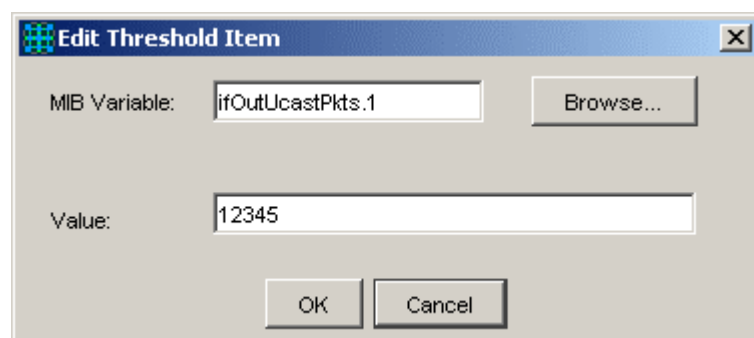 Edit Threshold Item
MIB Variable: ifOutUcastPkts.1 Browse...
Value: 12345
OK Cancel